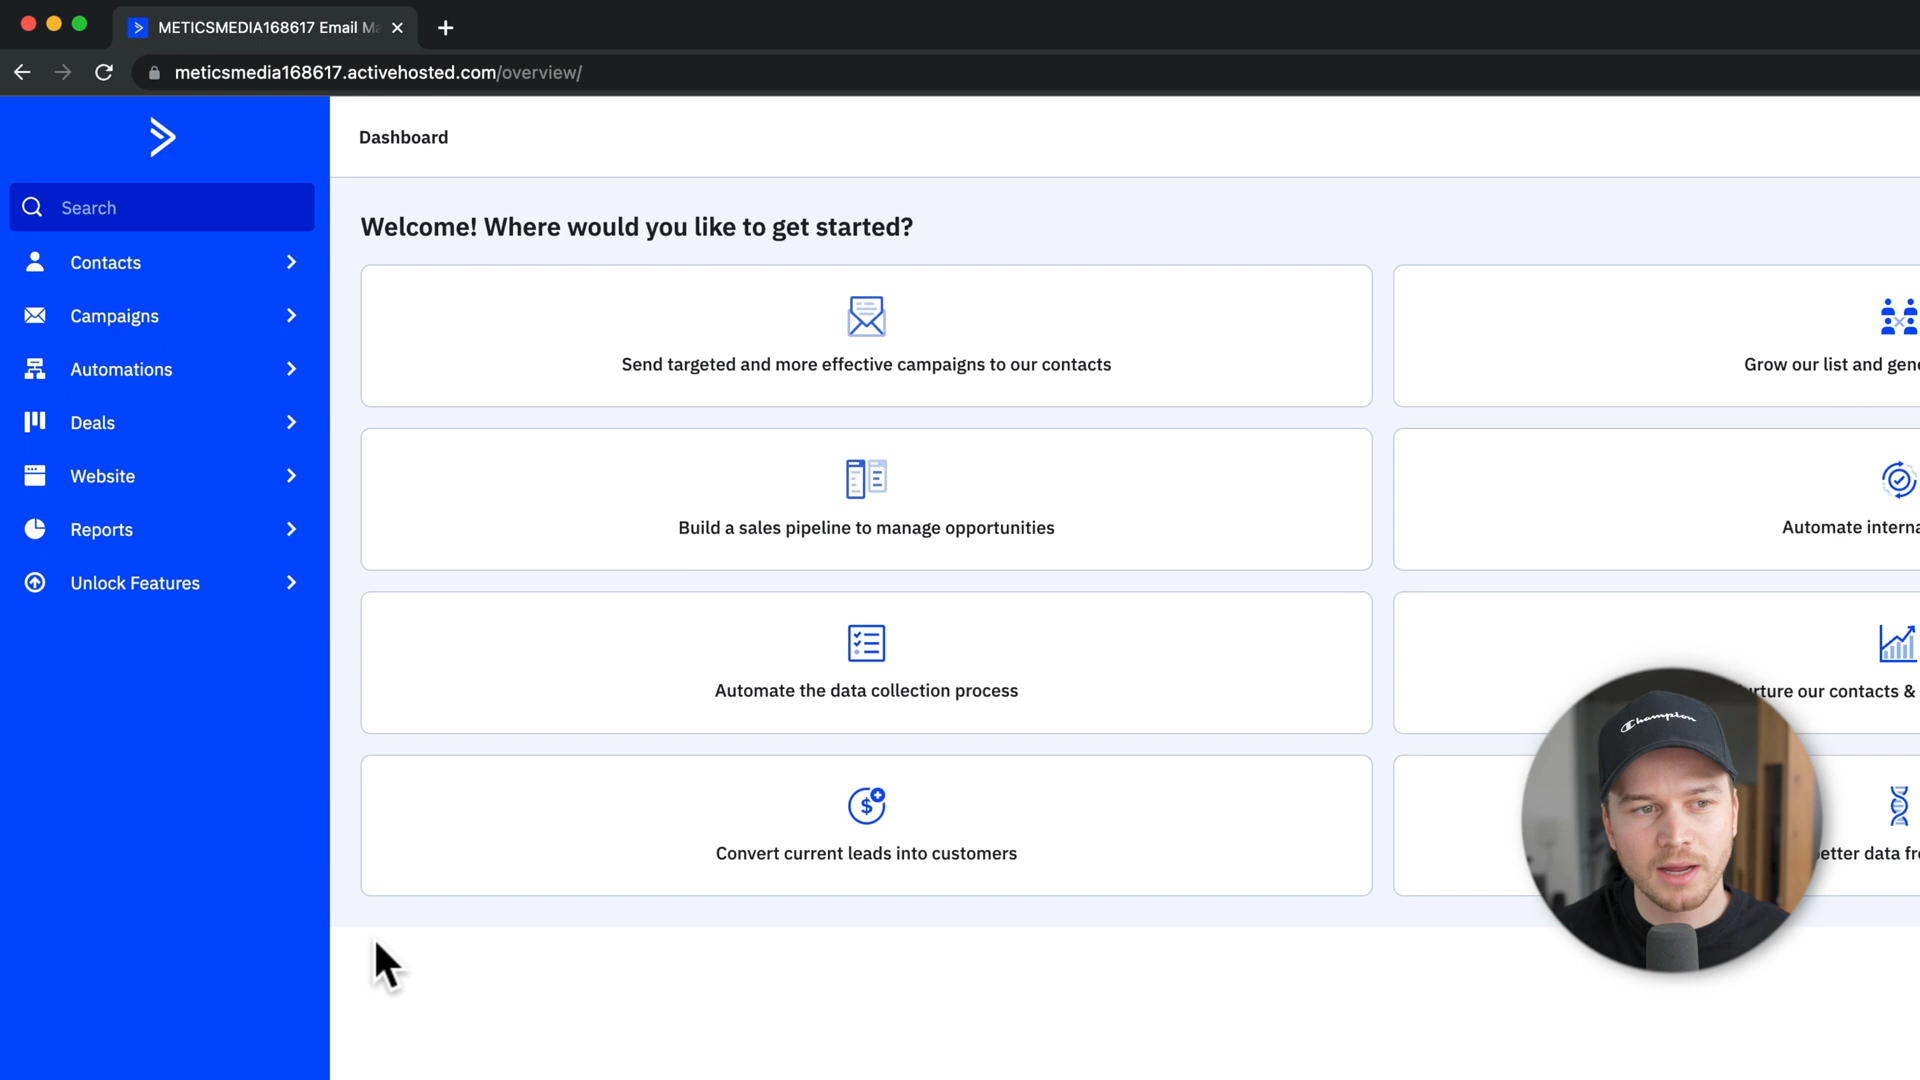 METICSMEDIA168617 Email Ma
meticsmedia168617.activehosted.com/overview/
Dashboard
Search
Welcome! Where would you like to get started?
Contacts
Campaigns
Automations
Deals
Website
Reports
Unlock Features
Send targeted and more effective campaigns to our contacts
Grow our list and gene
Build a sales pipeline to manage opportunities
Automate interna
Automate the data collection process
our contacts &
Convert current leads into customers
data fr
Champion